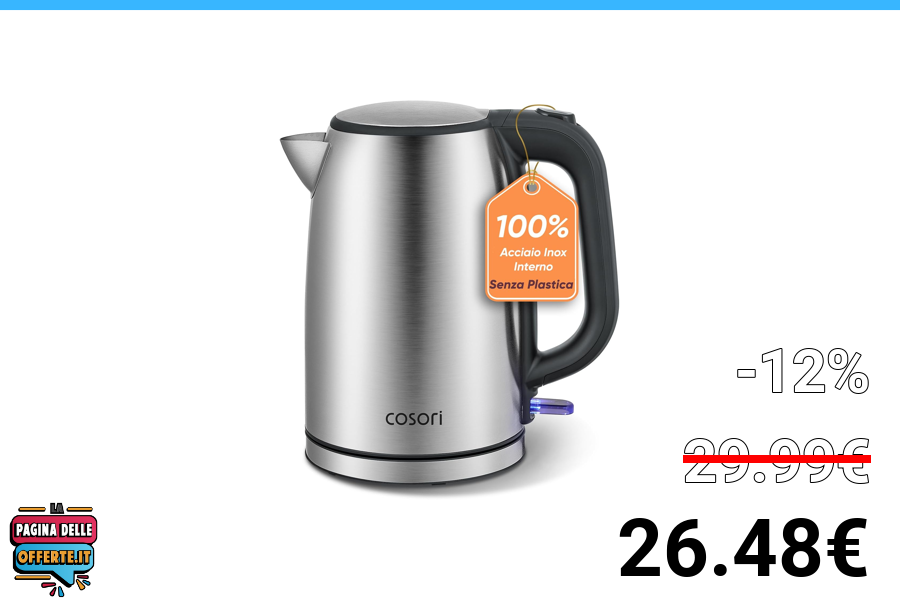 100%
Acciaio Inox
Interno
Senza Plastica
cosori
-12%
29.99€
26.48€
LA
PAGINA DELLE
OFFERTE.IT